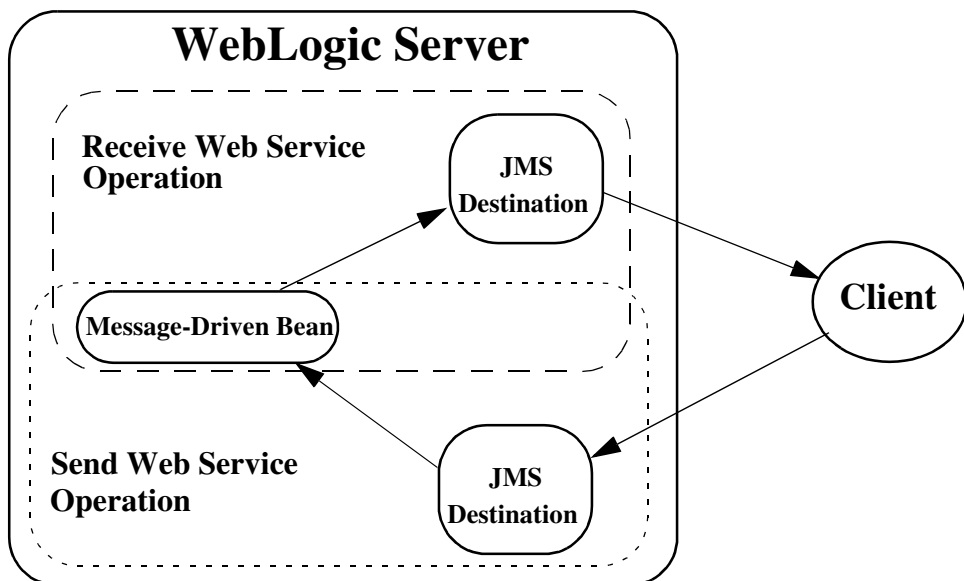 WebLogic Server
Receive Web Service
Operation
JMS
Destination
Client
Message-Driven Bean
Send Web Service
Operation
JMS
Destination